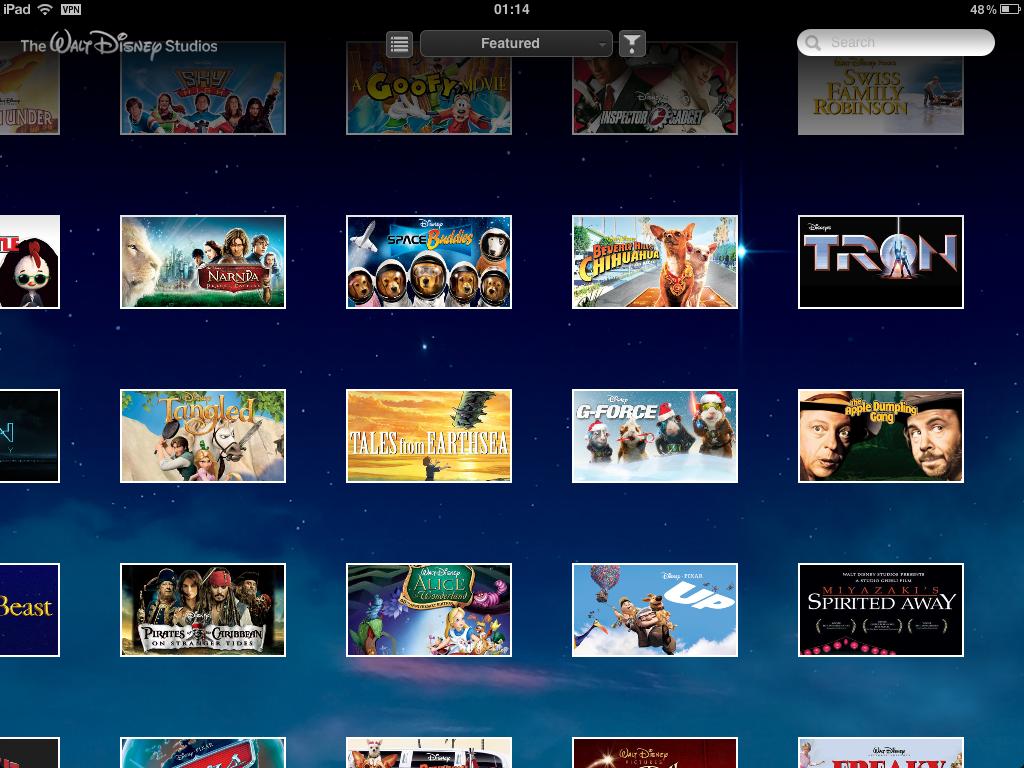 iPad VPN 01:14 48%
The Walt Disney Studios
Featured
Search
UNDER
SKY HIGH
A GOOFY MOVIE
Disney
INSPECTOR GADGET
SWISS
FAMILY
ROBINSON
TLE
NARNIA
PRINCE CASPIAN
Disney
SPACE Buddies
BEVERLY HILLS
CHIHUAHUA
Disney's
TRON
N
Y
Disney
Tangled
TALES from EARTHSEA
Disney
G-FORCE
The
Apple Dumpling
Gang
Beast
Disney
PIRATES of the CARIBBEAN
ON STRANGER TIDES
Walt Disney
ALICE
in Wonderland
Disney · PIXAR
UP
WALT DISNEY STUDIOS PRESENTS
A STUDIO GHIBLI FILM
MIYAZAKI'S
SPIRITED AWAY
Disney PIXAR
Walt Disney
PICTURES
Walt Disney
FREAKY